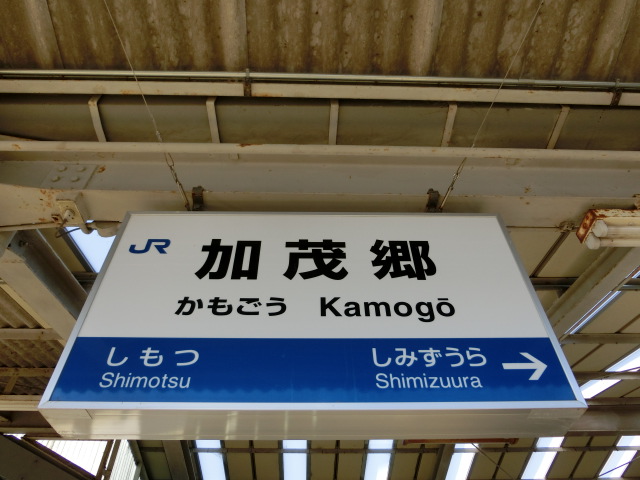 JR 加茂郷
かもごう Kamogō
しもつ しみずうら →
Shimotsu Shimizuura